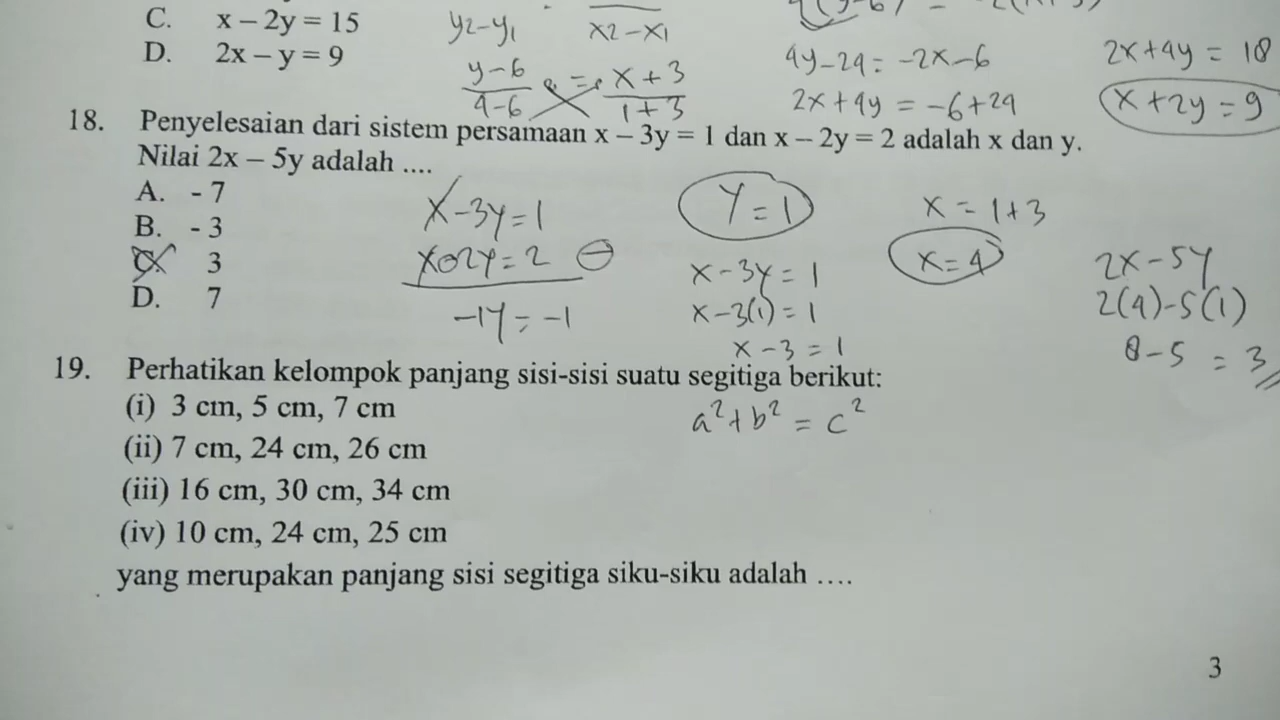 C. x – 2y = 15
D. 2x – y = 9
y2-y1
x2-x1
y-6 = x+3
4-6 1+3
4y-24 = -2x-6
2x+4y = -6+24
2x+4y = 18
x+2y = 9
18. Penyelesaian dari sistem persamaan x – 3y = 1 dan x – 2y = 2 adalah x dan y.
Nilai 2x – 5y adalah ....
A. - 7
B. - 3
C. 3
D. 7
x-3y = 1
x-2y = 2 -
-1y = -1
y = 1
x-3y = 1
x-3(1) = 1
x-3 = 1
x = 1+3
x = 4
2x-5y
2(4)-5(1)
8-5 = 3
19. Perhatikan kelompok panjang sisi-sisi suatu segitiga berikut:
(i) 3 cm, 5 cm, 7 cm
(ii) 7 cm, 24 cm, 26 cm
(iii) 16 cm, 30 cm, 34 cm
(iv) 10 cm, 24 cm, 25 cm
a² + b² = c²
yang merupakan panjang sisi segitiga siku-siku adalah ....
3